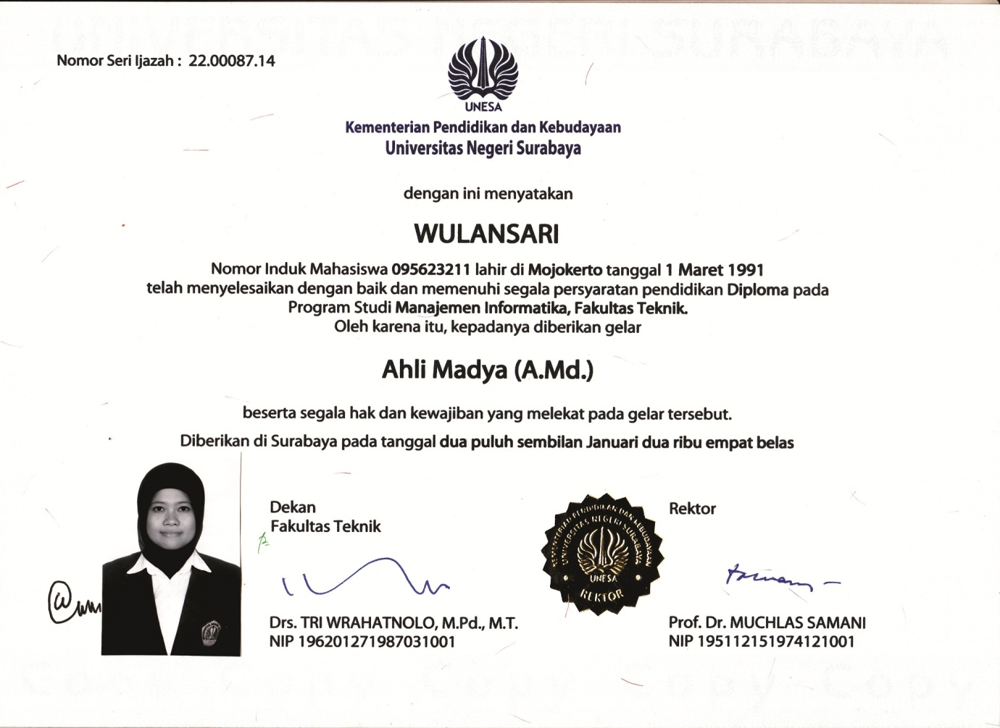 Nomor Seri Ijazah : 22.00087.14
UNESA
Kementerian Pendidikan dan Kebudayaan
Universitas Negeri Surabaya
dengan ini menyatakan
WULANSARI
Nomor Induk Mahasiswa 095623211 lahir di Mojokerto tanggal 1 Maret 1991
telah menyelesaikan dengan baik dan memenuhi segala persyaratan pendidikan Diploma pada
Program Studi Manajemen Informatika, Fakultas Teknik.
Oleh karena itu, kepadanya diberikan gelar
Ahli Madya (A.Md.)
beserta segala hak dan kewajiban yang melekat pada gelar tersebut.
Diberikan di Surabaya pada tanggal dua puluh sembilan Januari dua ribu empat belas
Dekan
Fakultas Teknik
Drs. TRI WRAHATNOLO, M.Pd., M.T.
NIP 196201271987031001
KEMENTERIAN PENDIDIKAN DAN KEBUDAYAAN
UNIVERSITAS NEGERI SURABAYA
UNESA
REKTOR
Rektor
Prof. Dr. MUCHLAS SAMANI
NIP 195112151974121001